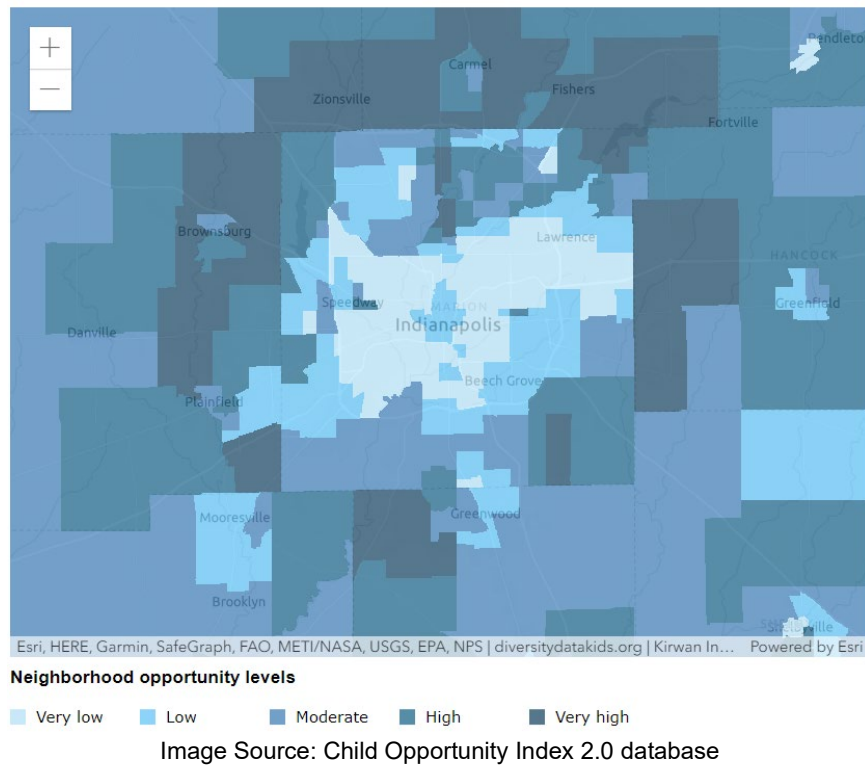 +
−
Carmel
Zionsville
Fishers
Fortville
Brownsburg
Lawrence
HANCOCK
Speedway
MARION
Greenfield
Indianapolis
Danville
Beech Grove
Plainfield
Mooresville
Greenwood
Brooklyn
Esri, HERE, Garmin, SafeGraph, FAO, METI/NASA, USGS, EPA, NPS | diversitydatakids.org | Kirwan In... Powered by Esri
Neighborhood opportunity levels
Very low Low Moderate High Very high
Image Source: Child Opportunity Index 2.0 database